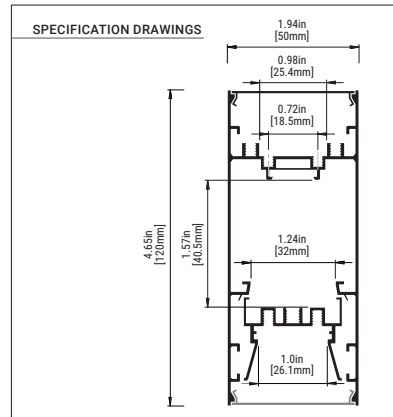 SPECIFICATION DRAWINGS
1.94in
[50mm]
0.98in
[25.4mm]
0.72in
[18.5mm]
4.65in
[120mm]
1.57in
[40.5mm]
1.24in
[32mm]
1.0in
[26.1mm]